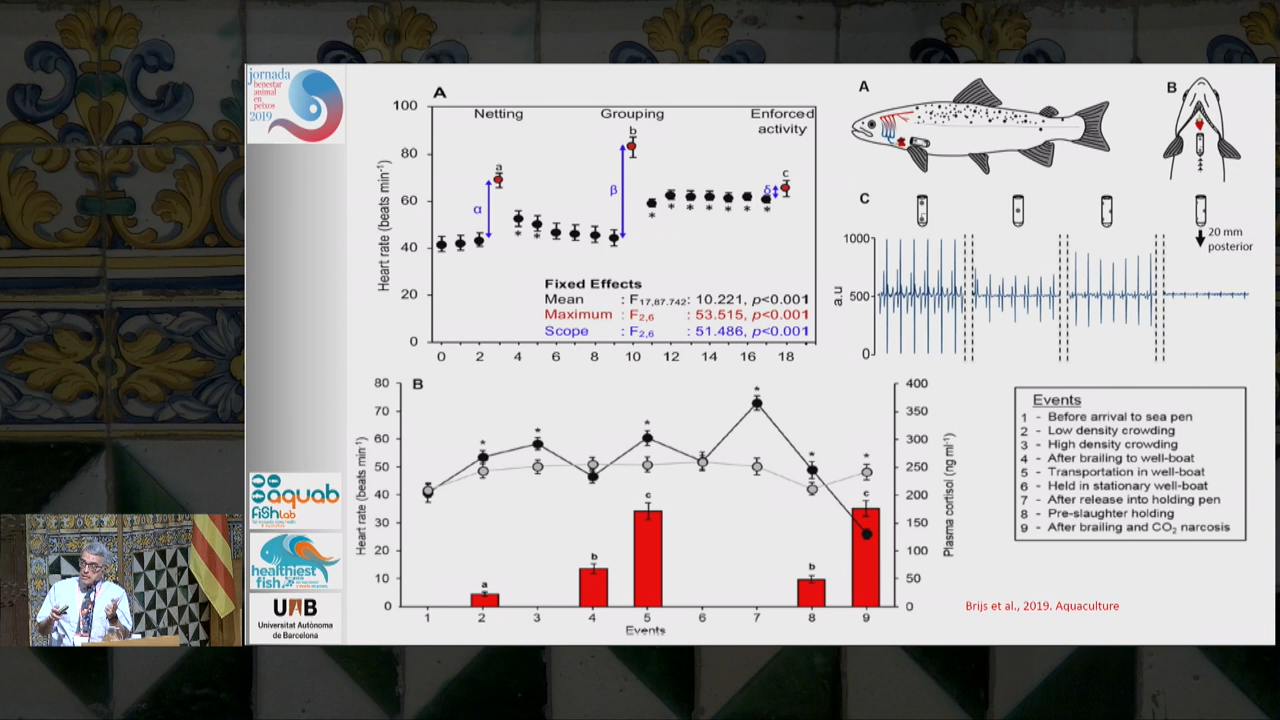 jornada
benestar
animal
en
peixos
2019
aquab
fishlab
healthiest
fish
UAB
Universitat Autònoma
de Barcelona
A
Netting
Grouping
Enforced
activity
100
80
60
40
20
0
Heart rate (beats min-1)
a
b
c
α
β
δ
* * * * * * * * *
Fixed Effects
Mean : F17,87.742: 10.221, p<0.001
Maximum : F2,6 : 53.515, p<0.001
Scope : F2,6 : 51.486, p<0.001
0 2 4 6 8 10 12 14 16 18
A
B
C
20 mm
posterior
1000
500
0
a.u
B
80
70
60
50
40
30
20
10
0
Heart rate (beats min-1)
* * * * * *
a
b
c
b
c
400
350
300
250
200
150
100
50
0
Plasma cortisol (ng ml-1)
1 2 3 4 5 6 7 8 9
Events
Events
1 - Before arrival to sea pen
2 - Low density crowding
3 - High density crowding
4 - After brailing to well-boat
5 - Transportation in well-boat
6 - Held in stationary well-boat
7 - After release into holding pen
8 - Pre-slaughter holding
9 - After brailing and CO2 narcosis
Brijs et al., 2019. Aquaculture